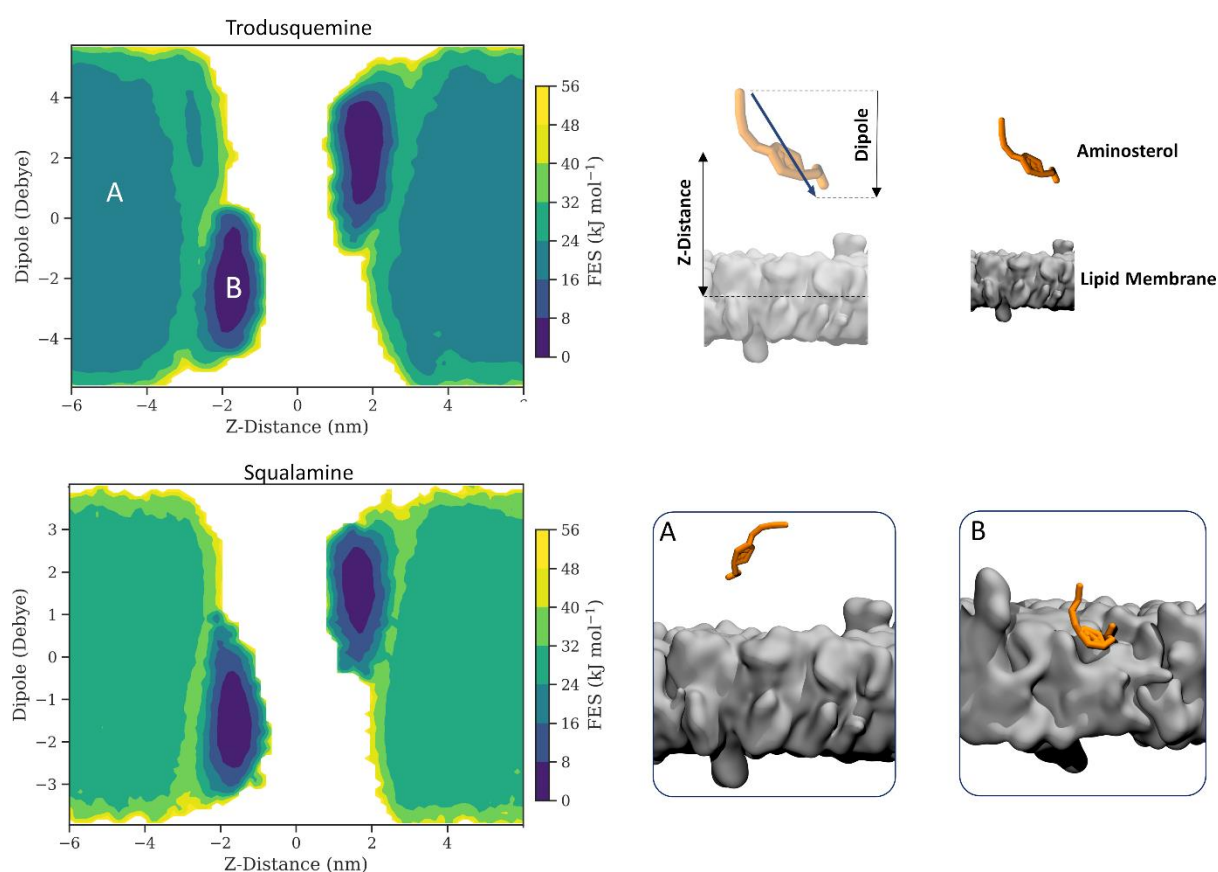 Trodusquemine
4
2
0
−2
−4
Dipole (Debye)
A
B
−6
−4
−2
0
2
4
Z-Distance (nm)
56
48
40
32
24
16
8
0
FES (kJ mol⁻¹)
Z-Distance
Dipole
Aminosterol
Lipid Membrane
Squalamine
3
2
1
0
−1
−2
−3
Dipole (Debye)
−6
−4
−2
0
2
4
Z-Distance (nm)
56
48
40
32
24
16
8
0
FES (kJ mol⁻¹)
A
B